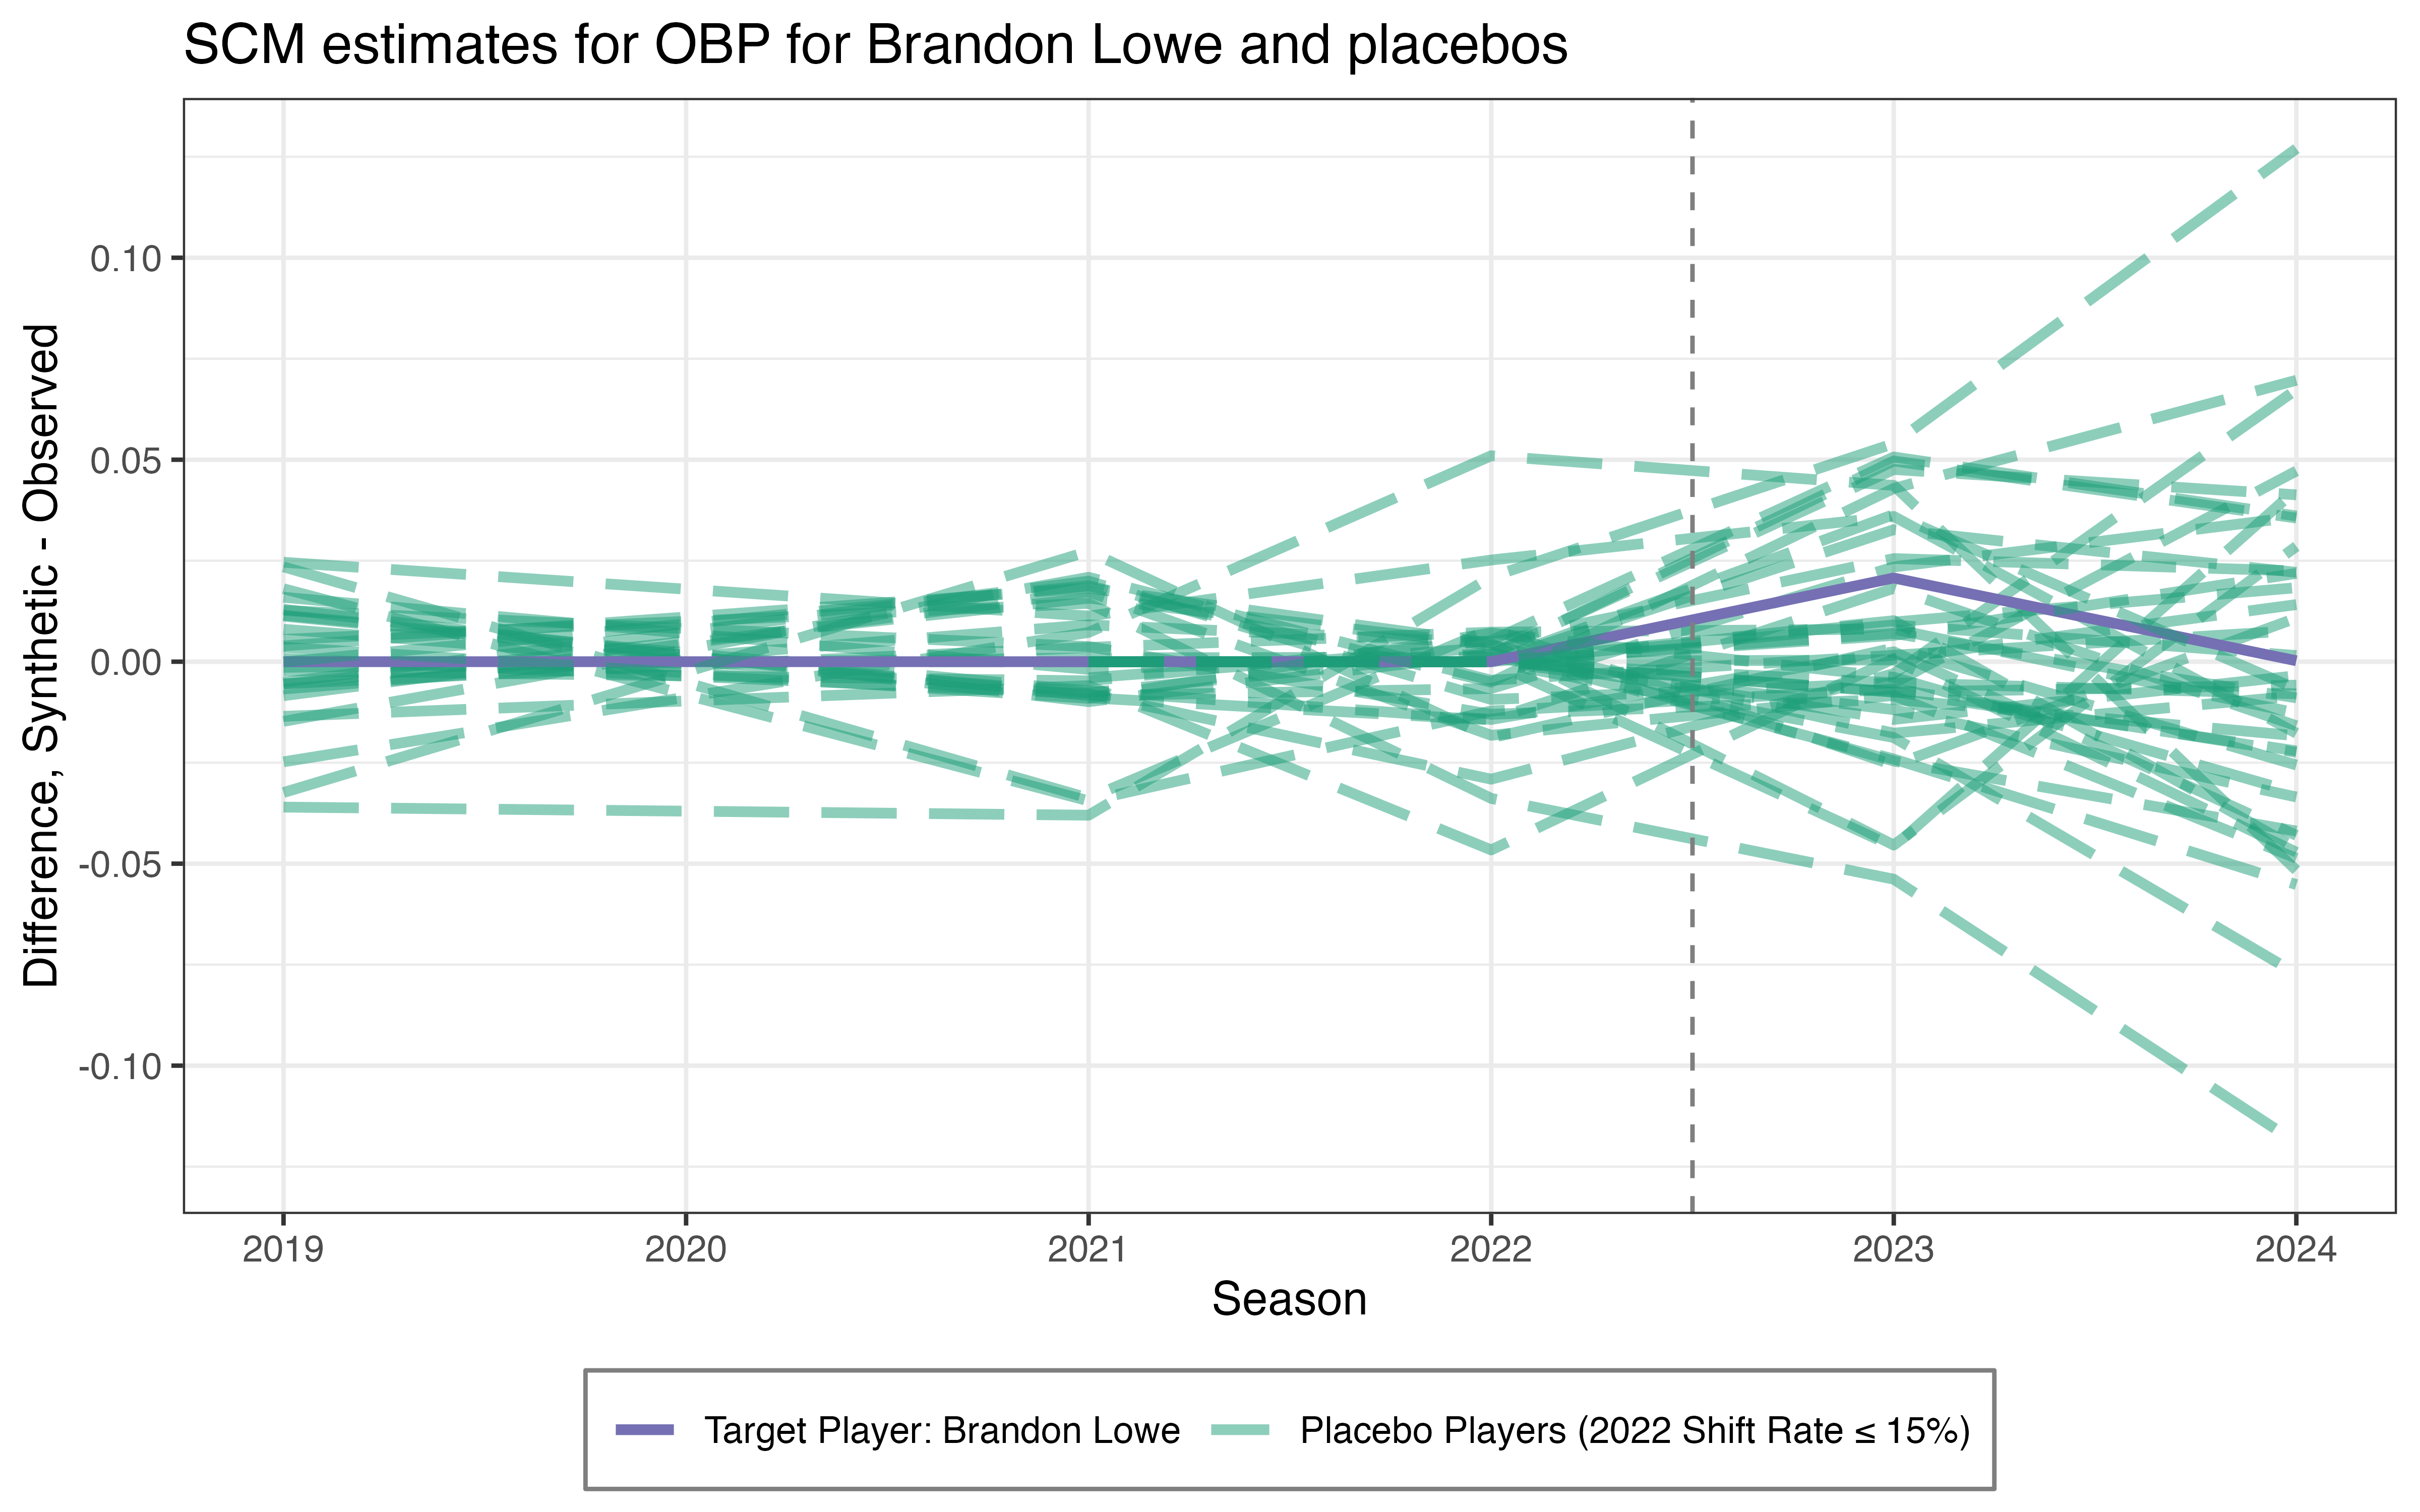 SCM estimates for OBP for Brandon Lowe and placebos
Difference, Synthetic - Observed
0.10
0.05
0.00
-0.05
-0.10
2019 2020 2021 2022 2023 2024
Season
Target Player: Brandon Lowe Placebo Players (2022 Shift Rate ≤ 15%)